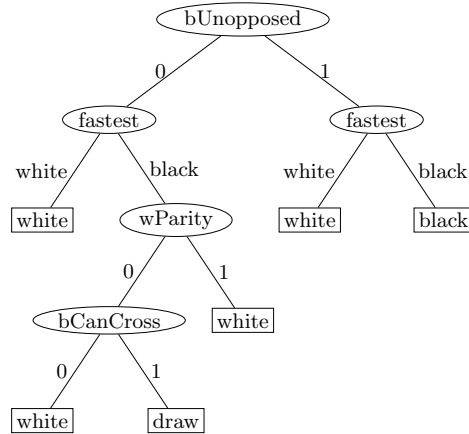 bUnopposed
0 1
fastest fastest
white black white black
white wParity white black
0 1
bCanCross white
0 1
white draw